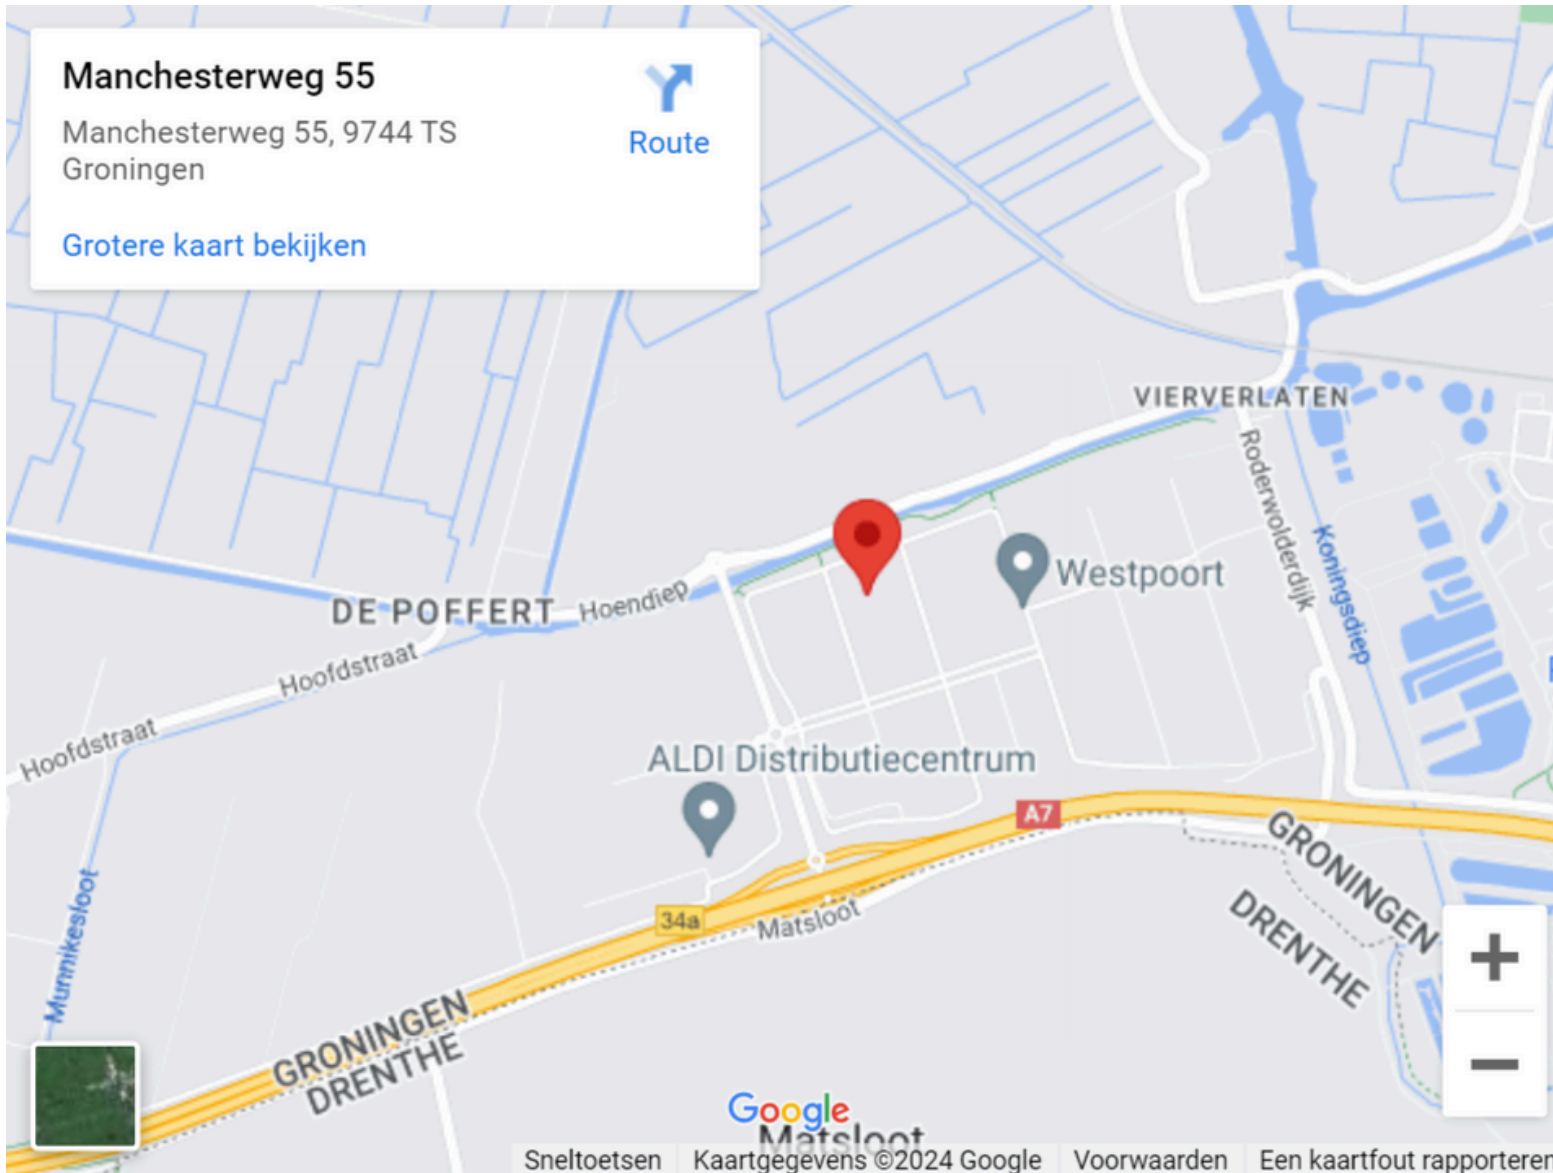 Manchesterweg 55
Manchesterweg 55, 9744 TS
Groningen
Route
Grotere kaart bekijken
VIERVERLATEN
Roderwolderdijk
Koningsdiep
Westpoort
DE POFFERT
Hoendiep
Hoofdstraat
Hoofdstraat
ALDI Distributiecentrum
A7
34a
Matsloot
Munnikesloot
GRONINGEN
DRENTHE
GRONINGEN
DRENTHE
Google
Matsloot
Sneltoetsen
Kaartgegevens ©2024 Google
Voorwaarden
Een kaartfout rapporteren